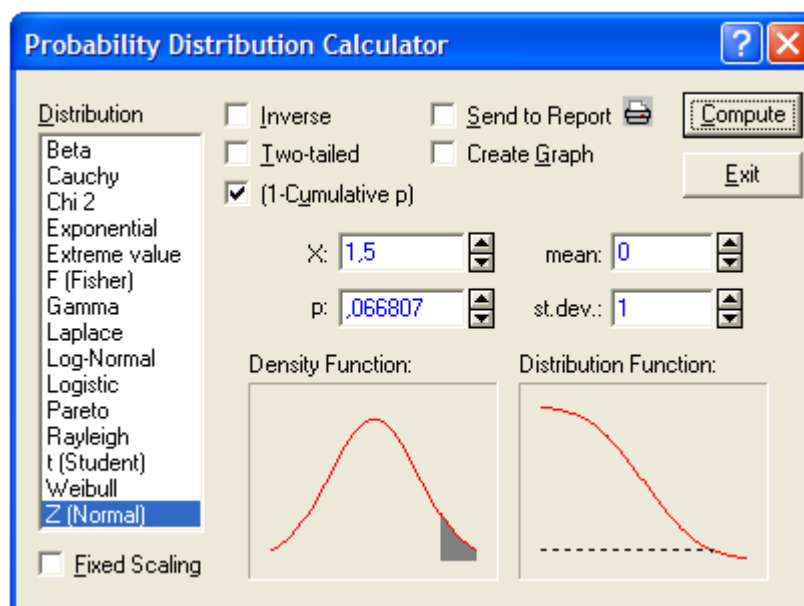 Probability Distribution Calculator
Distribution
Beta
Cauchy
Chi 2
Exponential
Extreme value
F (Fisher)
Gamma
Laplace
Log-Normal
Logistic
Pareto
Rayleigh
t (Student)
Weibull
Z (Normal)
Fixed Scaling
Inverse
Two-tailed
(1-Cumulative p)
Send to Report
Create Graph
Compute
Exit
X: 1,5
mean: 0
p: ,066807
st.dev.: 1
Density Function:
Distribution Function: